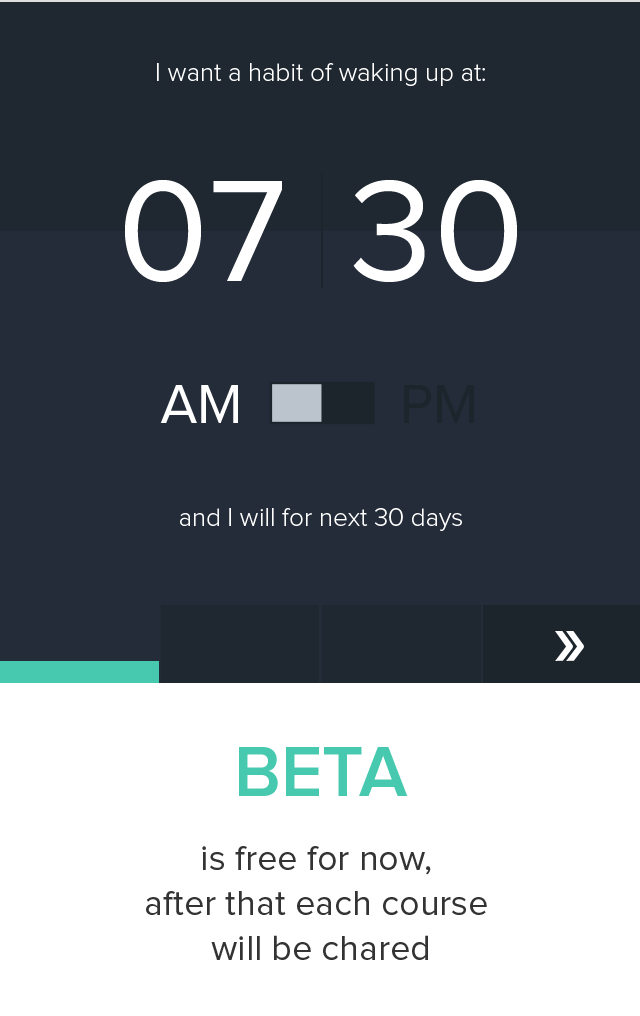 I want a habit of waking up at:
07 30
AM PM
and I will for next 30 days
BETA
is free for now,
after that each course
will be chared